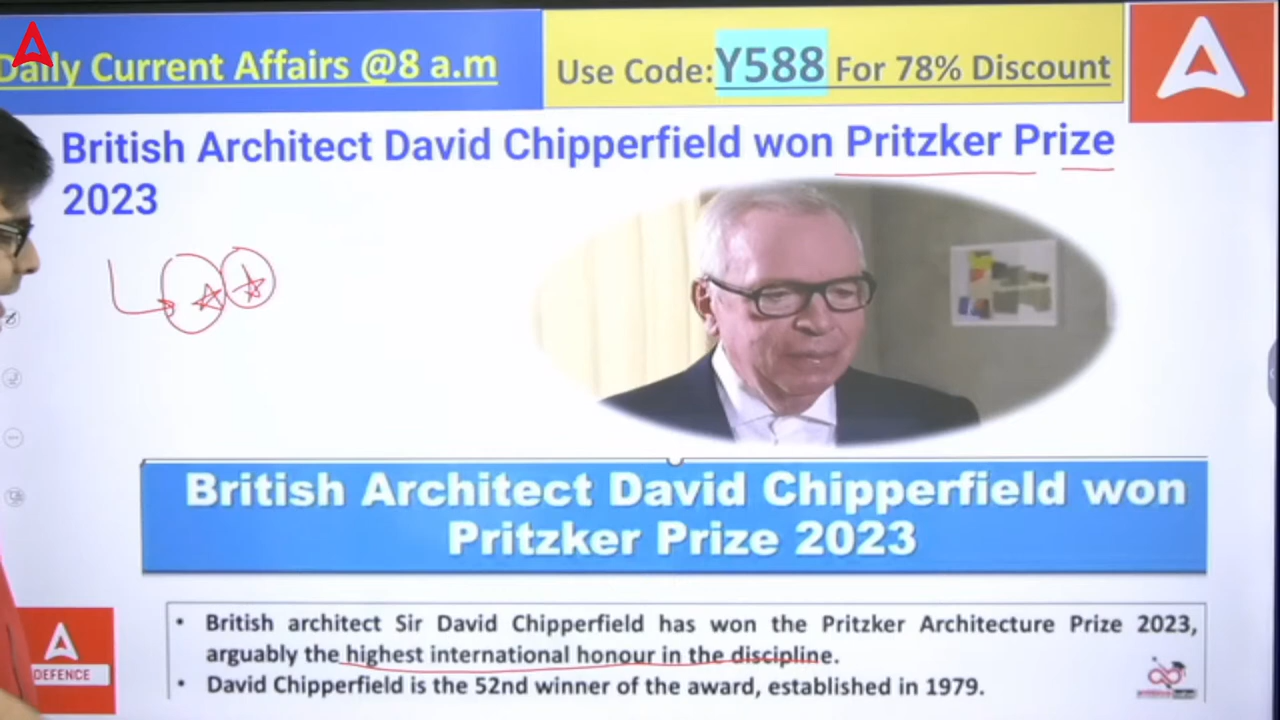 Daily Current Affairs @8 a.m
Use Code:Y588 For 78% Discount
British Architect David Chipperfield won Pritzker Prize
2023
British Architect David Chipperfield won
Pritzker Prize 2023
• British architect Sir David Chipperfield has won the Pritzker Architecture Prize 2023,
arguably the highest international honour in the discipline.
• David Chipperfield is the 52nd winner of the award, established in 1979.
DEFENCE